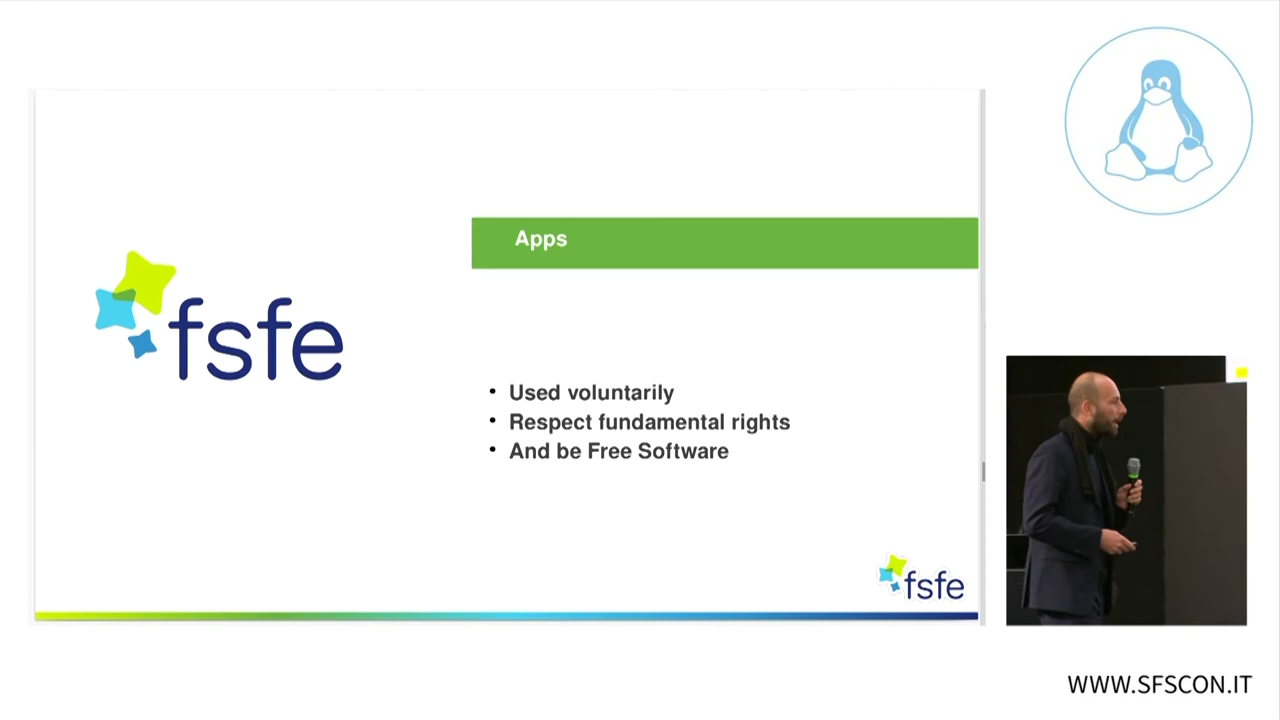 Apps
fsfe
Used voluntarily
Respect fundamental rights
And be Free Software
fsfe
WWW.SFSCON.IT